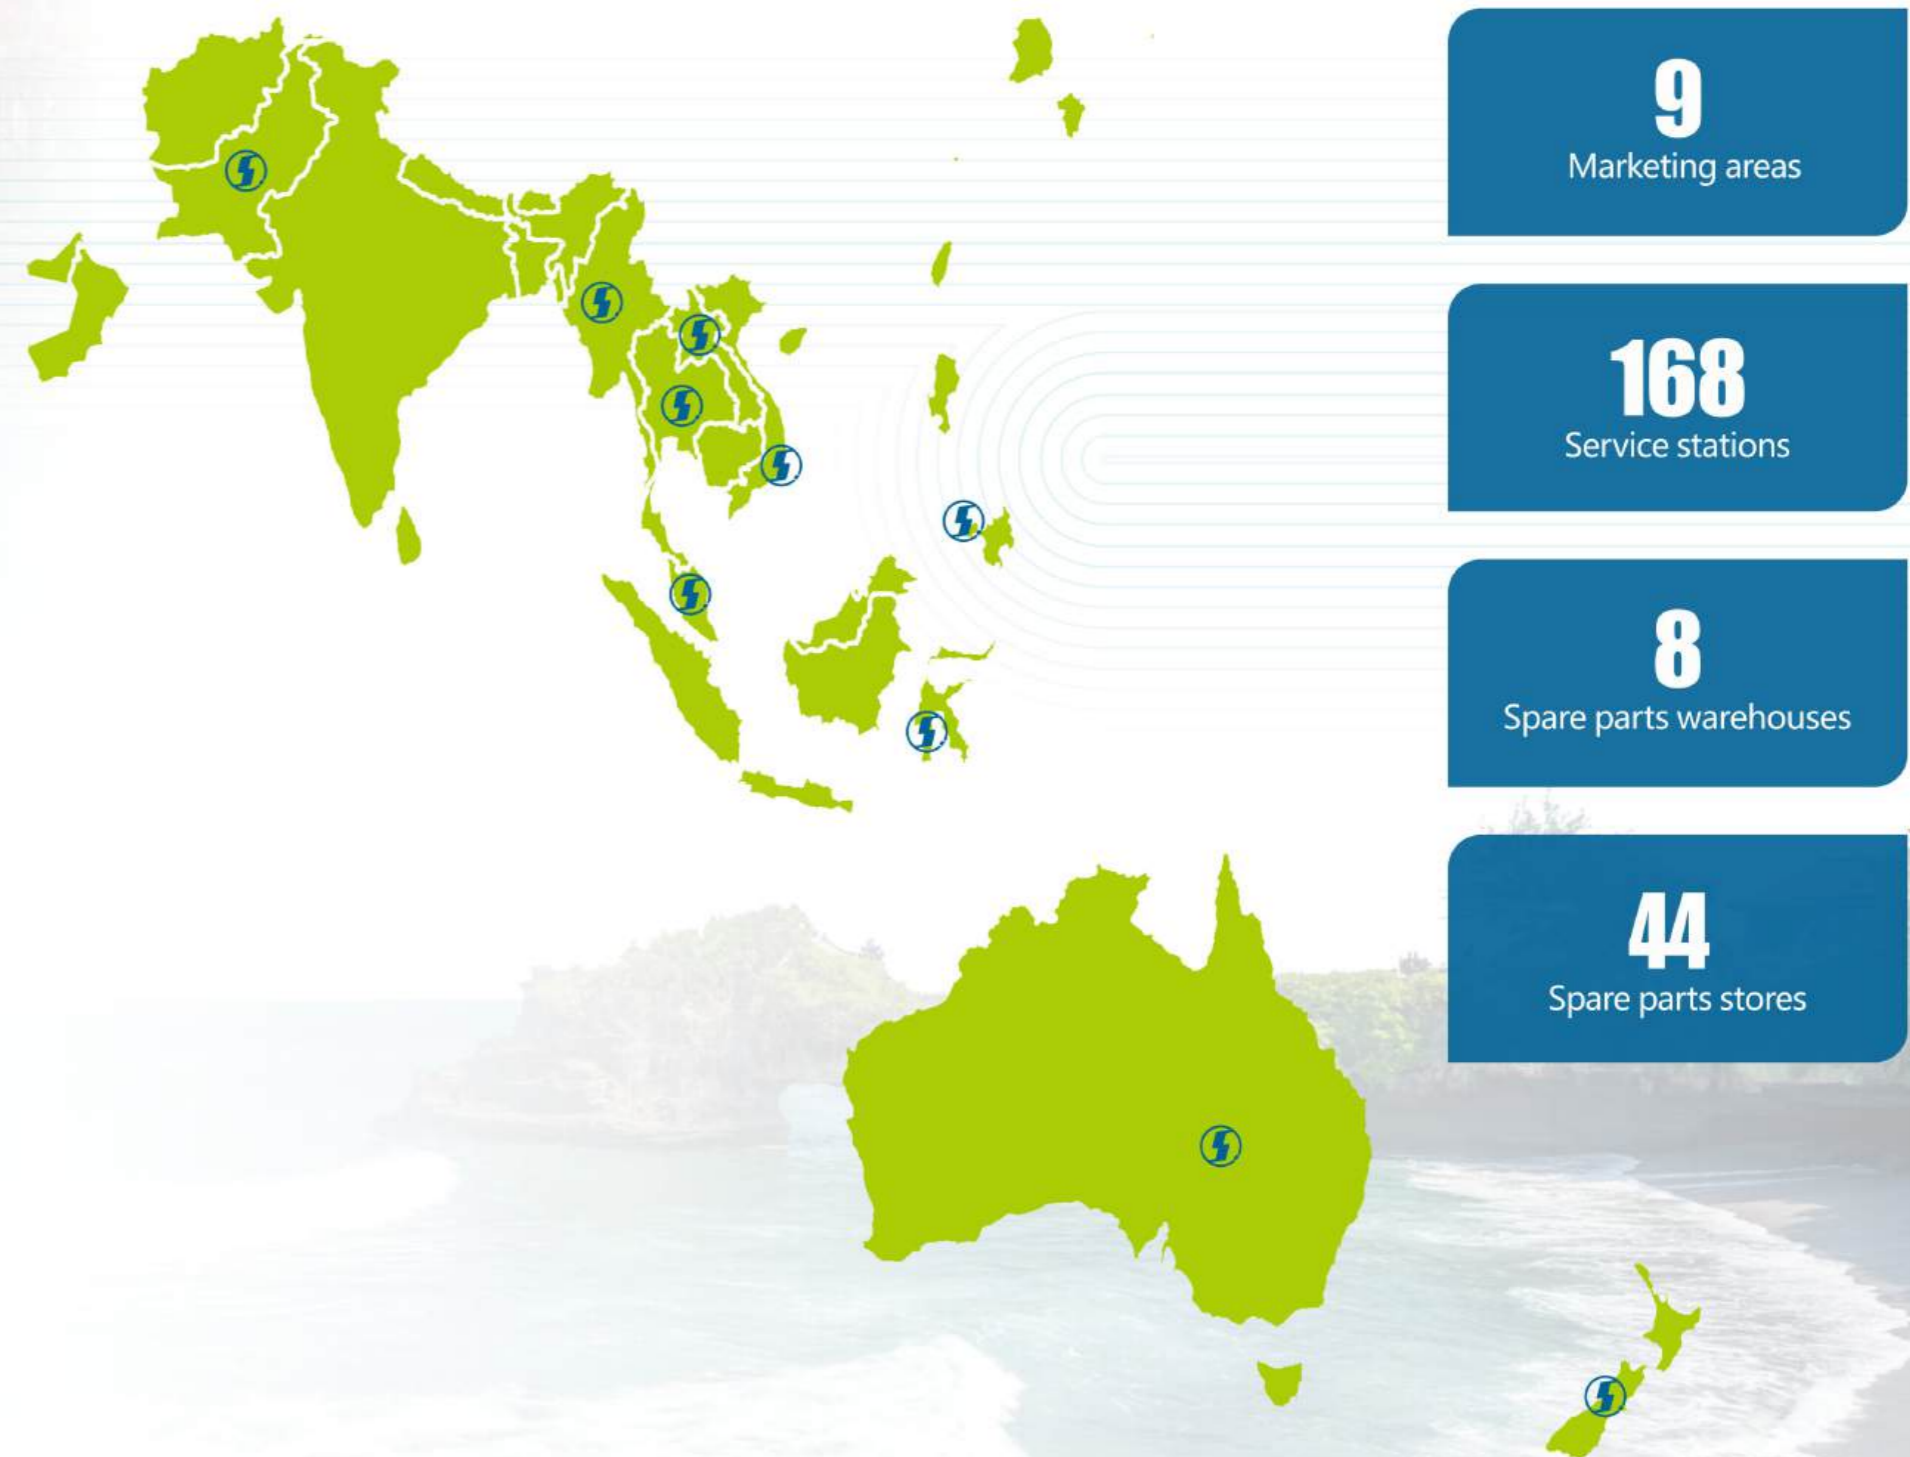 9
Marketing areas
168
Service stations
8
Spare parts warehouses
44
Spare parts stores